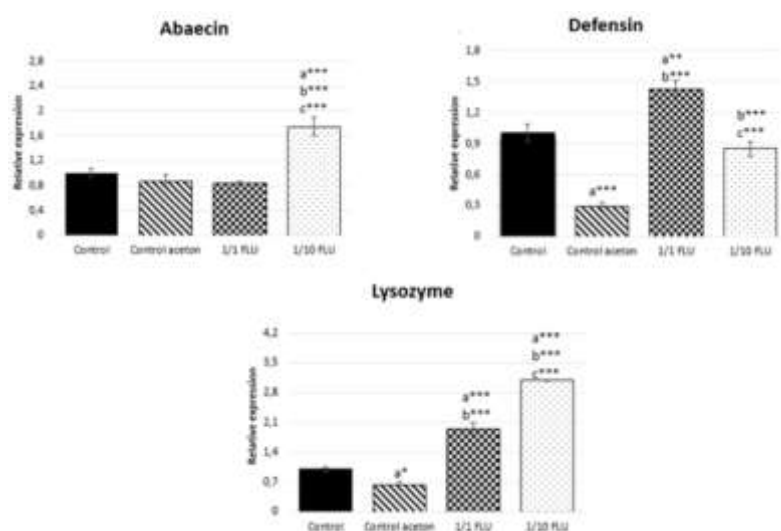 Abaecin
Relative expression
2,8
2,4
2
1,6
1,2
0,8
0,4
0
a***
b***
c***
Control
Control aceton
1/1 FLU
1/10 FLU
Defensin
Relative expression
1,8
1,5
1,2
0,9
0,6
0,3
0
a***
a**
b***
b***
c***
Control
Control aceton
1/1 FLU
1/10 FLU
Lysozyme
Relative expression
4,2
3,5
2,8
2,1
1,4
0,7
0
a*
a***
b***
a***
b***
c***
Control
Control aceton
1/1 FLU
1/10 FLU